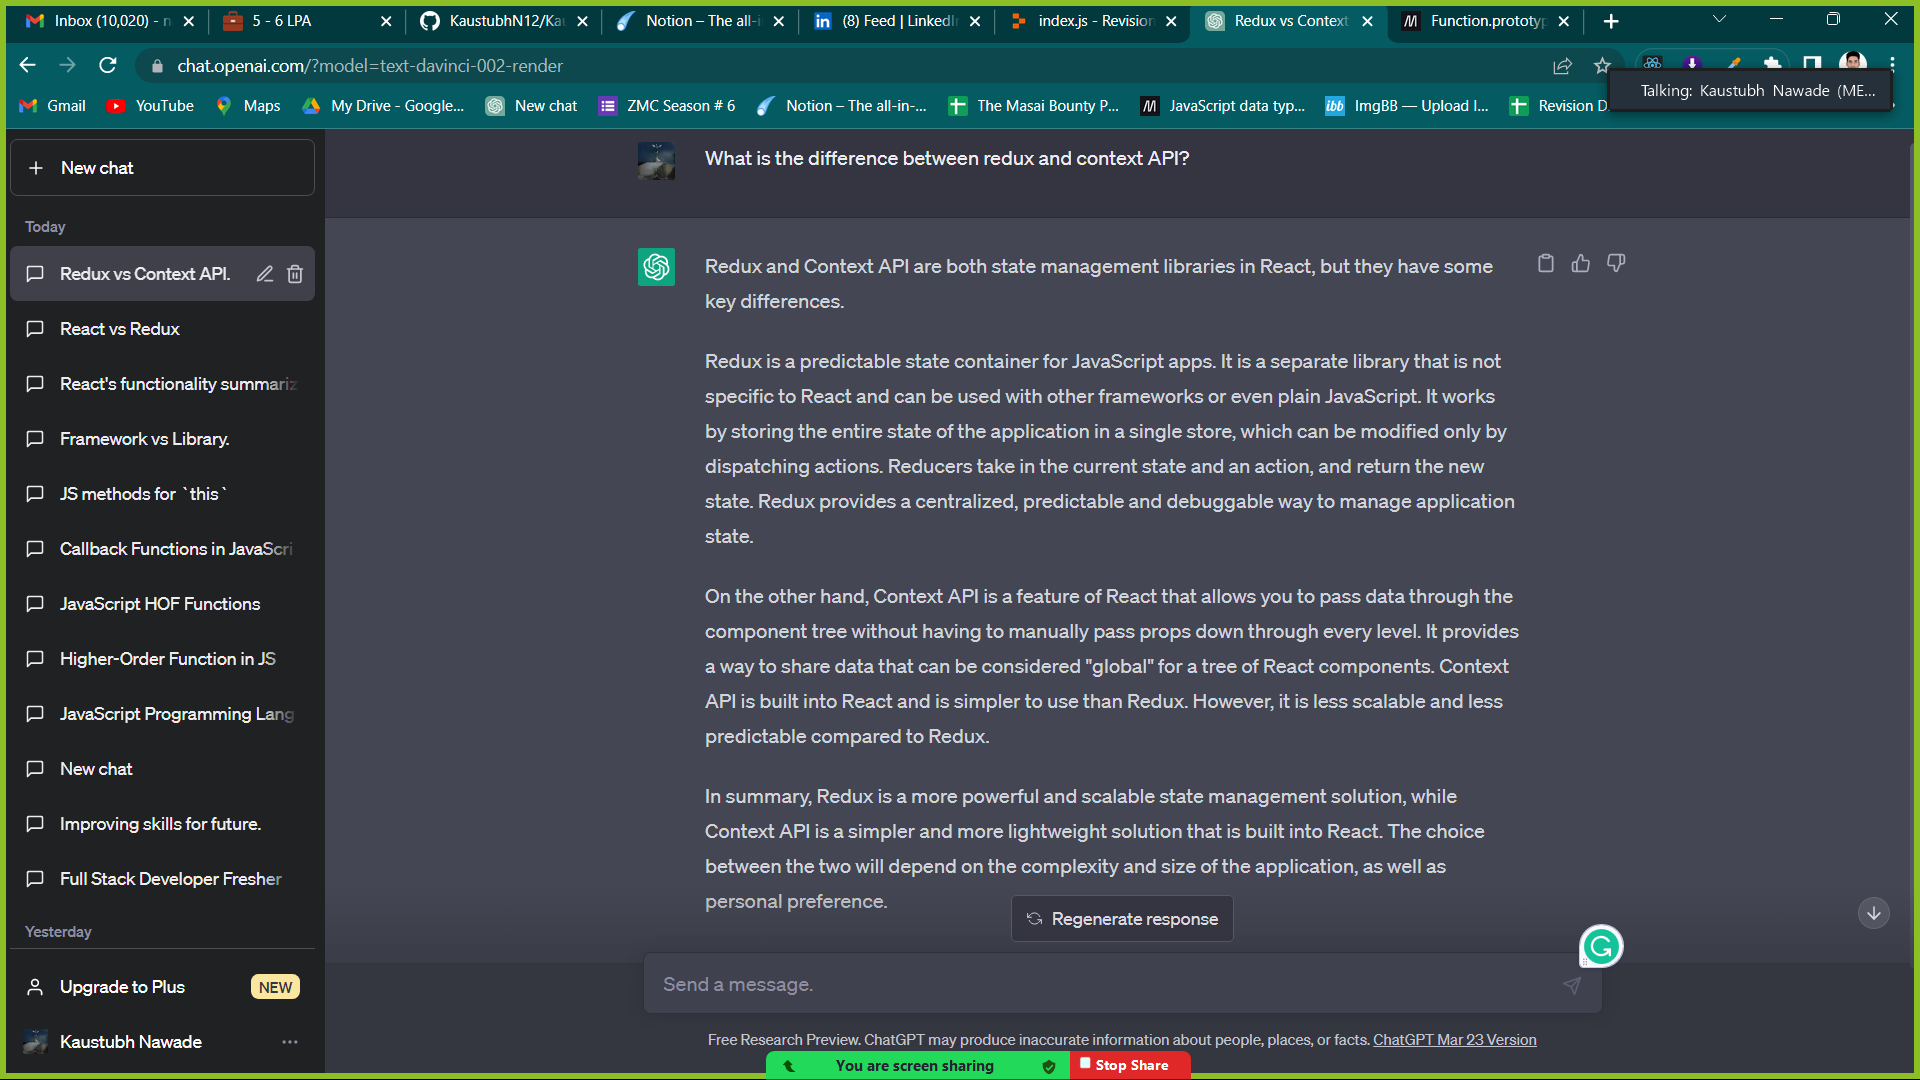 Inbox (10,020) - n
5 - 6 LPA
KaustubhN12/Kau
Notion – The all-i
(8) Feed | LinkedIn
index.js - Revision
Redux vs Context
Function.prototyp
chat.openai.com/?model=text-davinci-002-render
Talking: Kaustubh Nawade (ME...
Gmail
YouTube
Maps
My Drive - Google...
New chat
ZMC Season # 6
Notion – The all-in-...
The Masai Bounty P...
JavaScript data typ...
ibb
ImgBB — Upload I...
Revision D
New chat
Today
Redux vs Context API.
React vs Redux
React's functionality summariz
Framework vs Library.
JS methods for `this`
Callback Functions in JavaScri
JavaScript HOF Functions
Higher-Order Function in JS
JavaScript Programming Lang
New chat
Improving skills for future.
Full Stack Developer Fresher
Yesterday
Upgrade to Plus
NEW
Kaustubh Nawade
What is the difference between redux and context API?
Redux and Context API are both state management libraries in React, but they have some
key differences.
Redux is a predictable state container for JavaScript apps. It is a separate library that is not
specific to React and can be used with other frameworks or even plain JavaScript. It works
by storing the entire state of the application in a single store, which can be modified only by
dispatching actions. Reducers take in the current state and an action, and return the new
state. Redux provides a centralized, predictable and debuggable way to manage application
state.
On the other hand, Context API is a feature of React that allows you to pass data through the
component tree without having to manually pass props down through every level. It provides
a way to share data that can be considered "global" for a tree of React components. Context
API is built into React and is simpler to use than Redux. However, it is less scalable and less
predictable compared to Redux.
In summary, Redux is a more powerful and scalable state management solution, while
Context API is a simpler and more lightweight solution that is built into React. The choice
between the two will depend on the complexity and size of the application, as well as
personal preference.
Regenerate response
Send a message.
Free Research Preview. ChatGPT may produce inaccurate information about people, places, or facts. ChatGPT Mar 23 Version
You are screen sharing
Stop Share